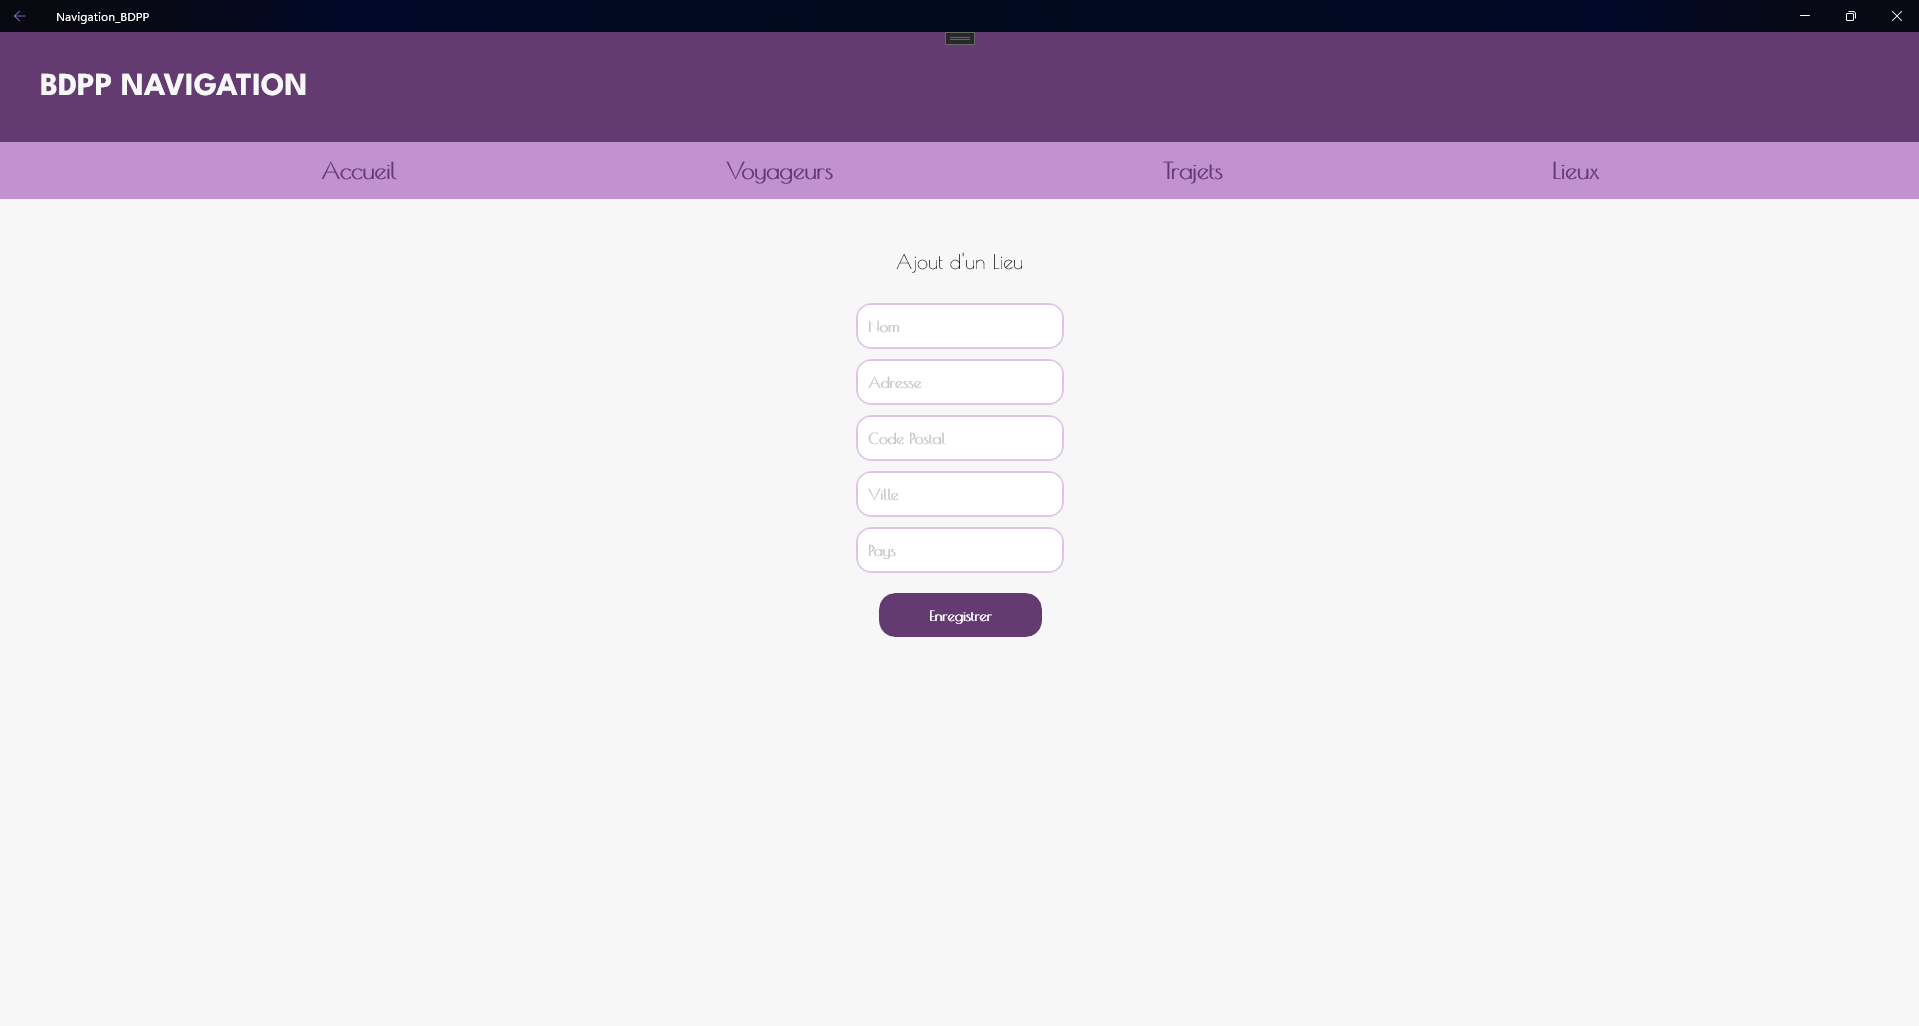 Navigation_BDPP
BDPP NAVIGATION
Accueil Voyageurs Trajets Lieux
Ajout d'un Lieu
Nom
Adresse
Code Postal
Ville
Pays
Enregistrer